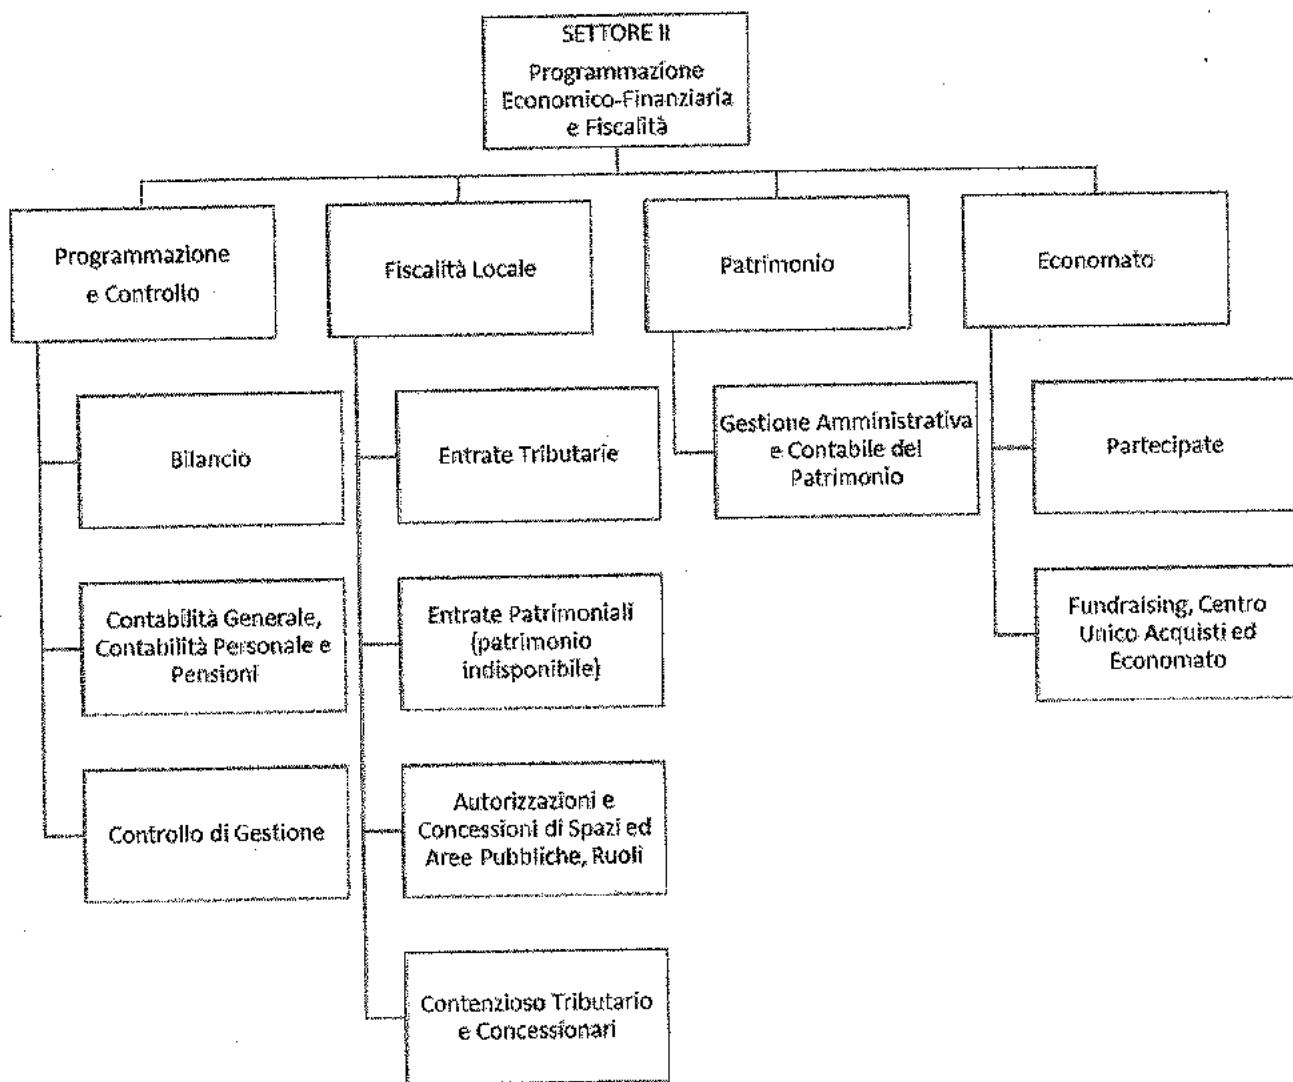 SETTORE II
Programmazione
Economico-Finanziaria
e Fiscalità
Programmazione
e Controllo
Fiscalità Locale
Patrimonio
Economato
Bilancio
Entrate Tributarie
Gestione Amministrativa
e Contabile del
Patrimonio
Partecipate
Contabilità Generale,
Contabilità Personale e
Pensioni
Entrate Patrimoniali
(patrimonio
indisponibile)
Fundraising, Centro
Unico Acquisti ed
Economato
Controllo di Gestione
Autorizzazioni e
Concessioni di Spazi ed
Aree Pubbliche, Ruoli
Contenzioso Tributario
e Concessionari